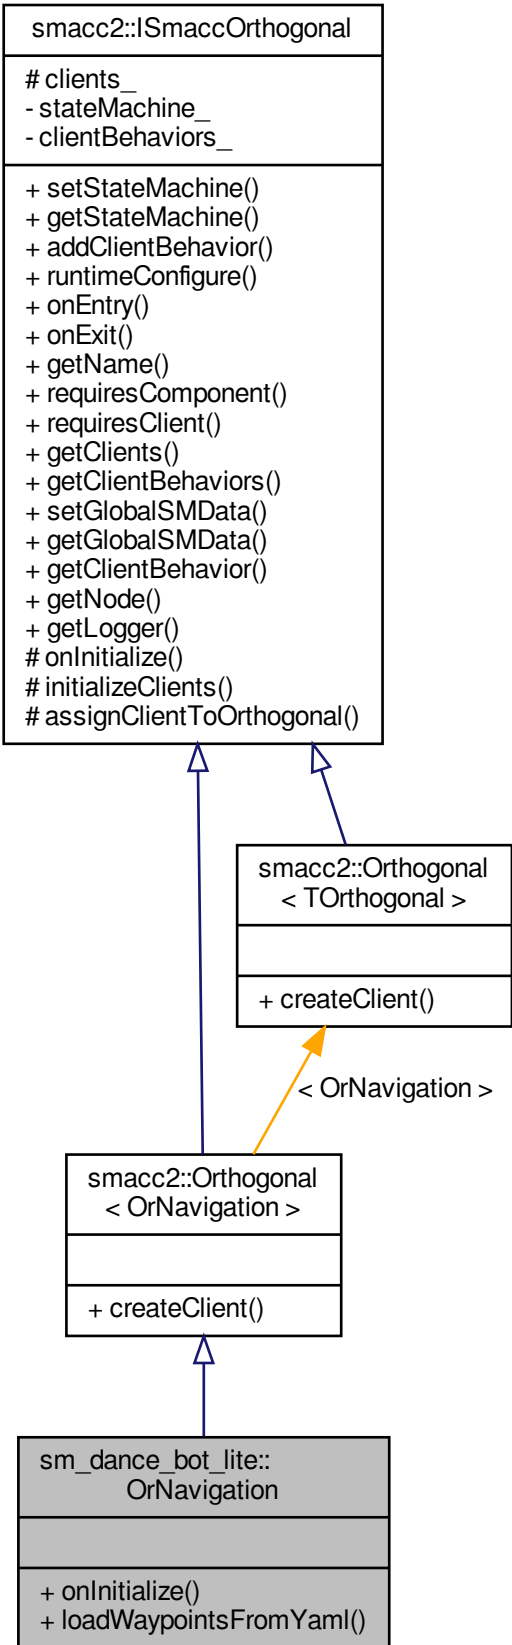 smacc2::ISmaccOrthogonal
# clients_
- stateMachine_
- clientBehaviors_
+ setStateMachine()
+ getStateMachine()
+ addClientBehavior()
+ runtimeConfigure()
+ onEntry()
+ onExit()
+ getName()
+ requiresComponent()
+ requiresClient()
+ getClients()
+ getClientBehaviors()
+ setGlobalSMData()
+ getGlobalSMData()
+ getClientBehavior()
+ getNode()
+ getLogger()
# onInitialize()
# initializeClients()
# assignClientToOrthogonal()
smacc2::Orthogonal
< TOrthogonal >
+ createClient()
< OrNavigation >
smacc2::Orthogonal
< OrNavigation >
+ createClient()
sm_dance_bot_lite::
OrNavigation
+ onInitialize()
+ loadWaypointsFromYaml()